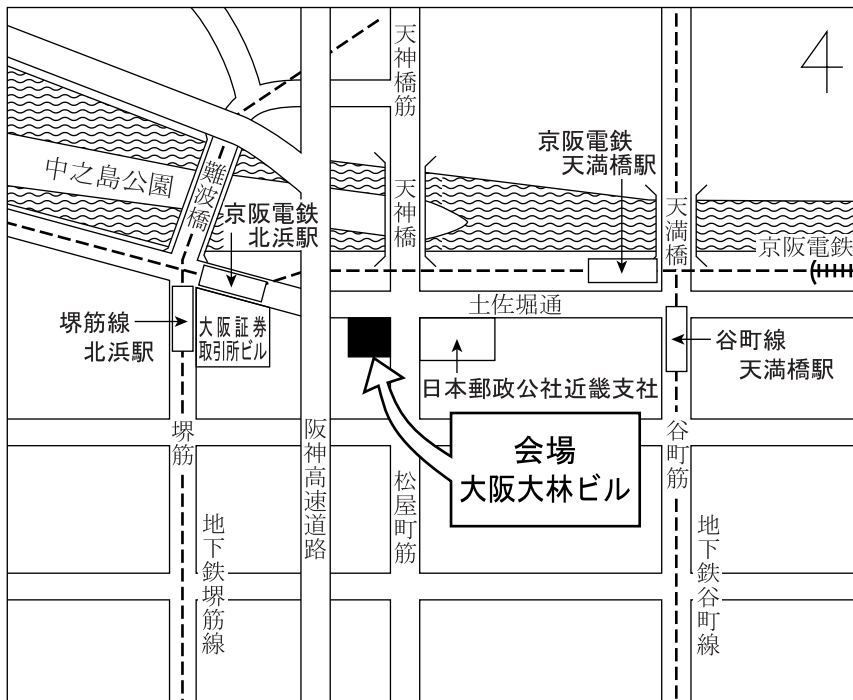 天神橋筋
京阪電鉄
天満橋駅
中之島公園
難波橋
天神橋
天満橋
京阪電鉄
北浜駅
京阪電鉄
土佐堀通
堺筋線
北浜駅
大阪証券
取引所ビル
谷町線
天満橋駅
日本郵政公社近畿支社
会場
大阪大林ビル
堺筋
阪神高速道路
松屋町筋
谷町筋
地下鉄堺筋線
地下鉄谷町線